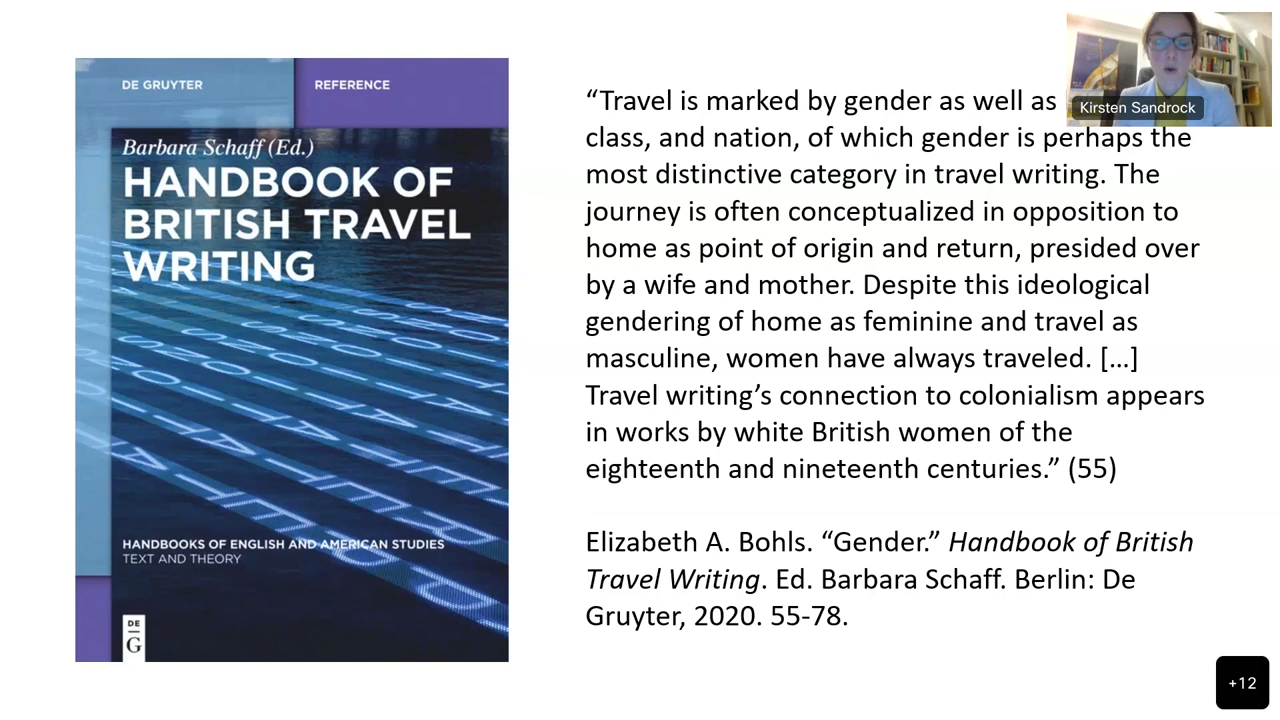 DE GRUYTER
REFERENCE
Barbara Schaff (Ed.)
HANDBOOK OF
BRITISH TRAVEL
WRITING
HANDBOOKS OF ENGLISH AND AMERICAN STUDIES
TEXT AND THEORY
DE
G
“Travel is marked by gender as well as
class, and nation, of which gender is perhaps the
most distinctive category in travel writing. The
journey is often conceptualized in opposition to
home as point of origin and return, presided over
by a wife and mother. Despite this ideological
gendering of home as feminine and travel as
masculine, women have always traveled. […]
Travel writing’s connection to colonialism appears
in works by white British women of the
eighteenth and nineteenth centuries.” (55)
Elizabeth A. Bohls. “Gender.” Handbook of British
Travel Writing. Ed. Barbara Schaff. Berlin: De
Gruyter, 2020. 55-78.
Kirsten Sandrock
+12